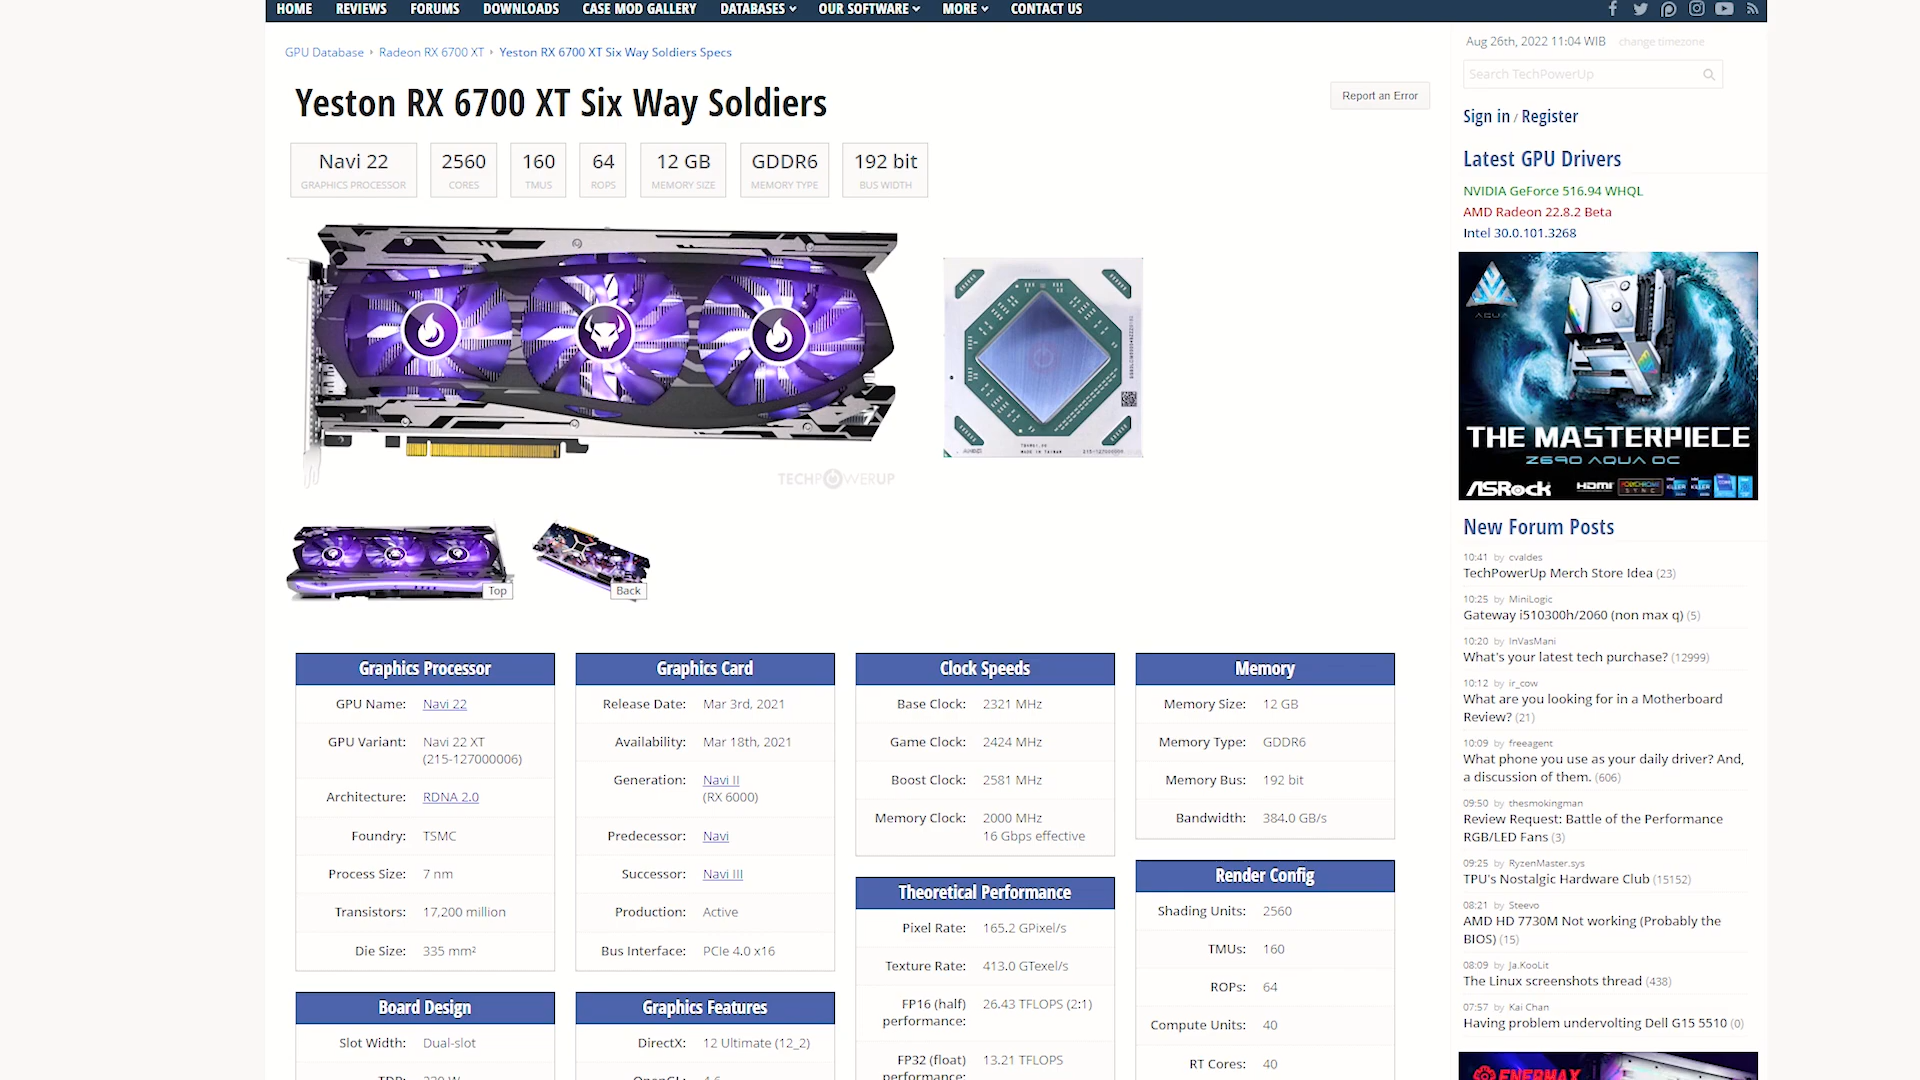 HOME REVIEWS FORUMS DOWNLOADS CASE MOD GALLERY DATABASES OUR SOFTWARE MORE CONTACT US
GPU Database Radeon RX 6700 XT Yeston RX 6700 XT Six Way Soldiers Specs
Yeston RX 6700 XT Six Way Soldiers
Report an Error
Navi 22
GRAPHICS PROCESSOR
2560
CORES
160
TMUS
64
ROPS
12 GB
MEMORY SIZE
GDDR6
MEMORY TYPE
192 bit
BUS WIDTH
TECHPOWERUP
MADE IN TAIWAN
Top
Back
Graphics Processor
GPU Name: Navi 22
GPU Variant: Navi 22 XT
(215-127000006)
Architecture: RDNA 2.0
Foundry: TSMC
Process Size: 7 nm
Transistors: 17,200 million
Die Size: 335 mm²
Board Design
Slot Width: Dual-slot
TDP: 230 W
Graphics Card
Release Date: Mar 3rd, 2021
Availability: Mar 18th, 2021
Generation: Navi II
(RX 6000)
Predecessor: Navi
Successor: Navi III
Production: Active
Bus Interface: PCIe 4.0 x16
Graphics Features
DirectX: 12 Ultimate (12_2)
OpenGL: 4.6
Clock Speeds
Base Clock: 2321 MHz
Game Clock: 2424 MHz
Boost Clock: 2581 MHz
Memory Clock: 2000 MHz
16 Gbps effective
Theoretical Performance
Pixel Rate: 165.2 GPixel/s
Texture Rate: 413.0 GTexel/s
FP16 (half) 26.43 TFLOPS (2:1)
performance:
FP32 (float) 13.21 TFLOPS
performance:
Memory
Memory Size: 12 GB
Memory Type: GDDR6
Memory Bus: 192 bit
Bandwidth: 384.0 GB/s
Render Config
Shading Units: 2560
TMUs: 160
ROPs: 64
Compute Units: 40
RT Cores: 40
Aug 26th, 2022 11:04 WIB change timezone
Search TechPowerUp
Sign in / Register
Latest GPU Drivers
NVIDIA GeForce 516.94 WHQL
AMD Radeon 22.8.2 Beta
Intel 30.0.101.3268
AQUA
THE MASTERPIECE
Z690 AQUA OC
ASRock HDMI
New Forum Posts
10:41 by cvaldes
TechPowerUp Merch Store Idea (23)
10:25 by MiniLogic
Gateway i510300h/2060 (non max q) (5)
10:20 by InVasMani
What's your latest tech purchase? (12999)
10:12 by ir_cow
What are you looking for in a Motherboard
Review? (21)
10:09 by freeagent
What phone you use as your daily driver? And,
a discussion of them. (606)
09:50 by thesmokingman
Review Request: Battle of the Performance
RGB/LED Fans (3)
09:25 by RyzenMaster.sys
TPU's Nostalgic Hardware Club (15152)
08:21 by Steevo
AMD HD 7730M Not working (Probably the
BIOS) (15)
08:09 by Ja.KooLit
The Linux screenshots thread (438)
07:57 by Kai Chan
Having problem undervolting Dell G15 5510 (0)
ENERMAX